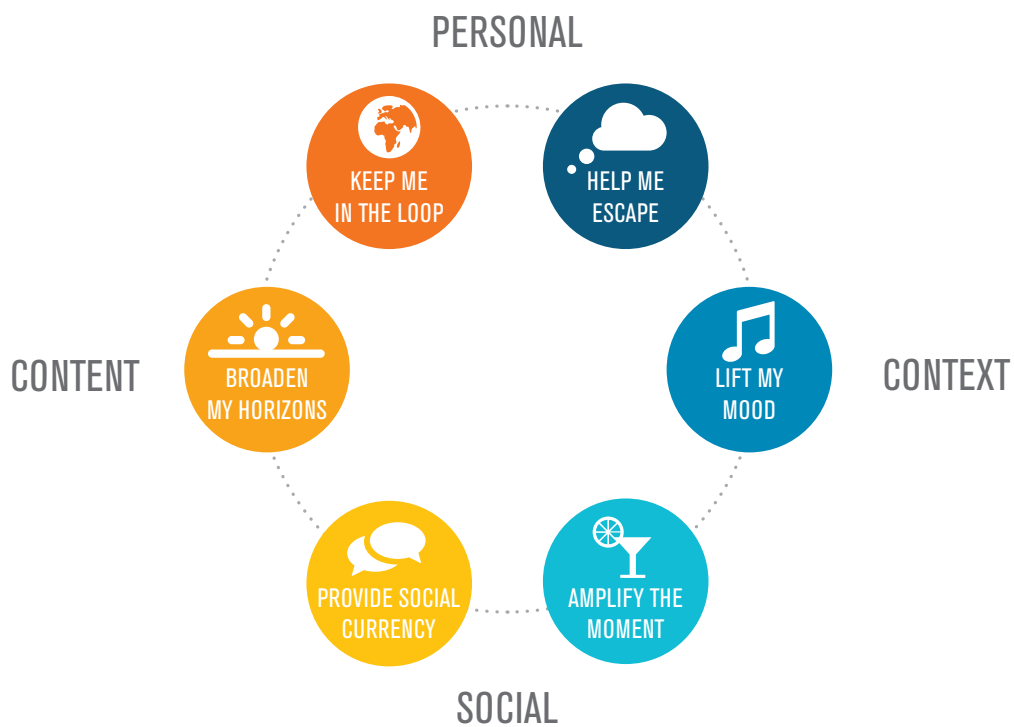 PERSONAL
KEEP ME
IN THE LOOP
HELP ME
ESCAPE
CONTENT
BROADEN
MY HORIZONS
LIFT MY
MOOD
CONTEXT
PROVIDE SOCIAL
CURRENCY
AMPLIFY THE
MOMENT
SOCIAL